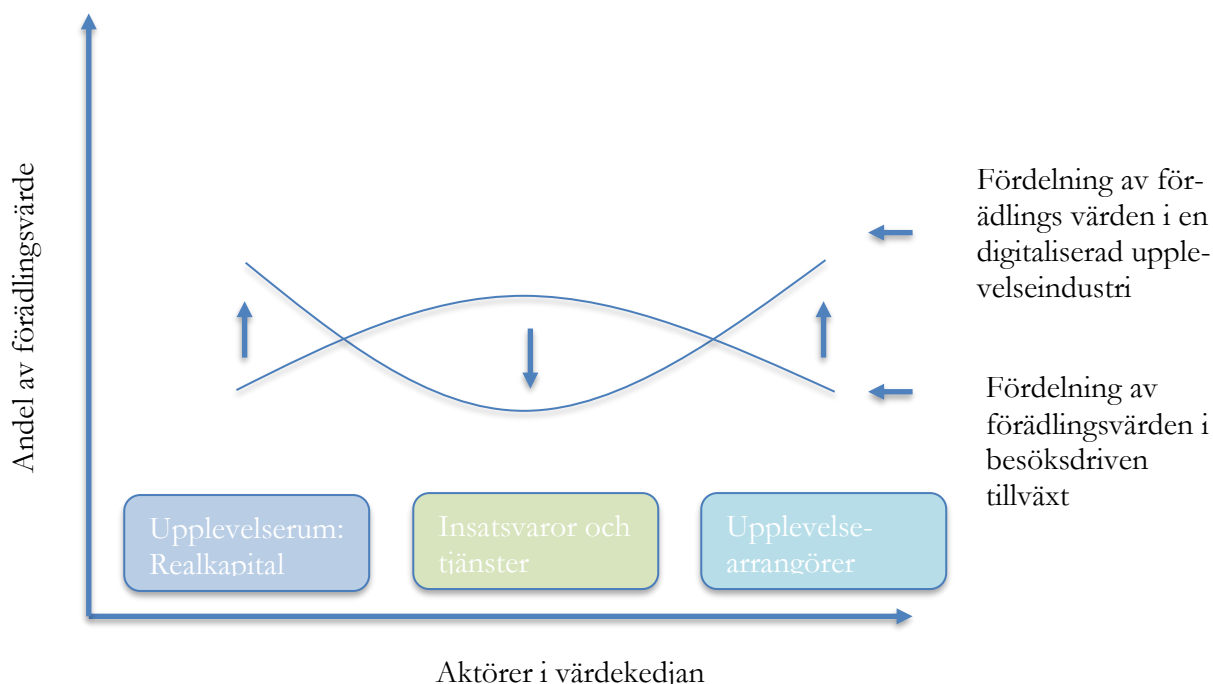 Andel av förädlingsvärde
Fördelning av för-
ädlings värden i en
digitaliserad upple-
velseindustri
Fördelning av
förädlingsvärden i
besöksdriven
tillväxt
Upplevelserum:
Realkapital
Insatsvaror och
tjänster
Upplevelse-
arrangörer
Aktörer i värdekedjan